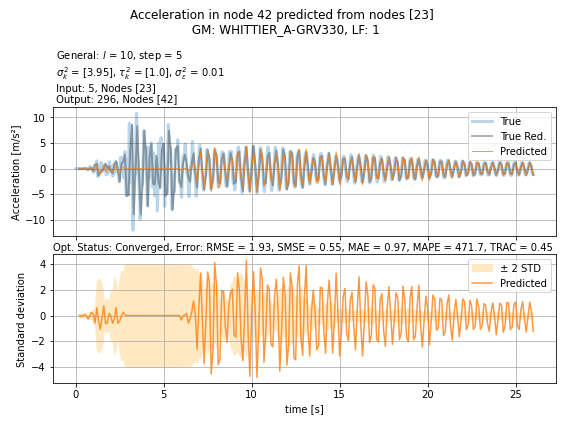 Acceleration in node 42 predicted from nodes [23]
GM: WHITTIER_A-GRV330, LF: 1
General: l = 10, step = 5
σ²ₖ = [3.95], τ²ₖ = [1.0], σ²ε = 0.01
Input: 5, Nodes [23]
Output: 296, Nodes [42]
Acceleration [m/s²]
10
5
0
−5
−10
True
True Red.
Predicted
Opt. Status: Converged, Error: RMSE = 1.93, SMSE = 0.55, MAE = 0.97, MAPE = 471.7, TRAC = 0.45
Standard deviation
4
2
0
−2
−4
± 2 STD
Predicted
0 5 10 15 20 25
time [s]